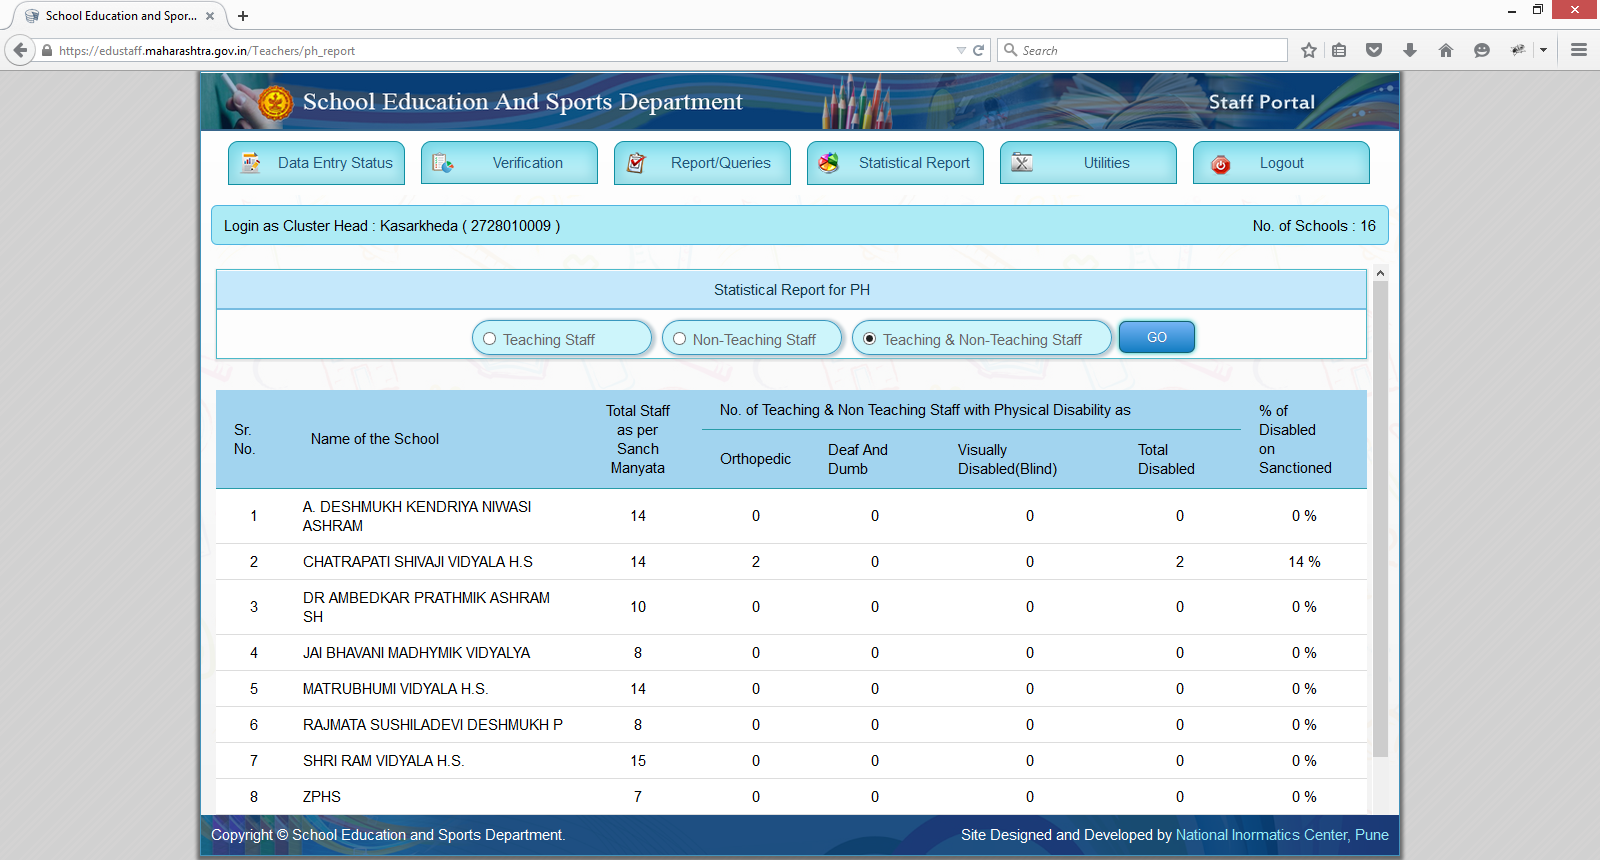 School Education and Spor...
https://edustaff.maharashtra.gov.in/Teachers/ph_report
Search
School Education And Sports Department
Staff Portal
Data Entry Status
Verification
Report/Queries
Statistical Report
Utilities
Logout
Login as Cluster Head : Kasarkheda ( 2728010009 )
No. of Schools : 16
Statistical Report for PH
Teaching Staff
Non-Teaching Staff
Teaching & Non-Teaching Staff
GO
Sr. No.
Name of the School
Total Staff as per Sanch Manyata
No. of Teaching & Non Teaching Staff with Physical Disability as
Orthopedic
Deaf And Dumb
Visually Disabled(Blind)
Total Disabled
% of Disabled on Sanctioned
1 A. DESHMUKH KENDRIYA NIWASI ASHRAM 14 0 0 0 0 0 %
2 CHATRAPATI SHIVAJI VIDYALA H.S 14 2 0 0 2 14 %
3 DR AMBEDKAR PRATHMIK ASHRAM SH 10 0 0 0 0 0 %
4 JAI BHAVANI MADHYMIK VIDYALYA 8 0 0 0 0 0 %
5 MATRUBHUMI VIDYALA H.S. 14 0 0 0 0 0 %
6 RAJMATA SUSHILADEVI DESHMUKH P 8 0 0 0 0 0 %
7 SHRI RAM VIDYALA H.S. 15 0 0 0 0 0 %
8 ZPHS 7 0 0 0 0 0 %
Copyright © School Education and Sports Department.
Site Designed and Developed by National Inormatics Center, Pune